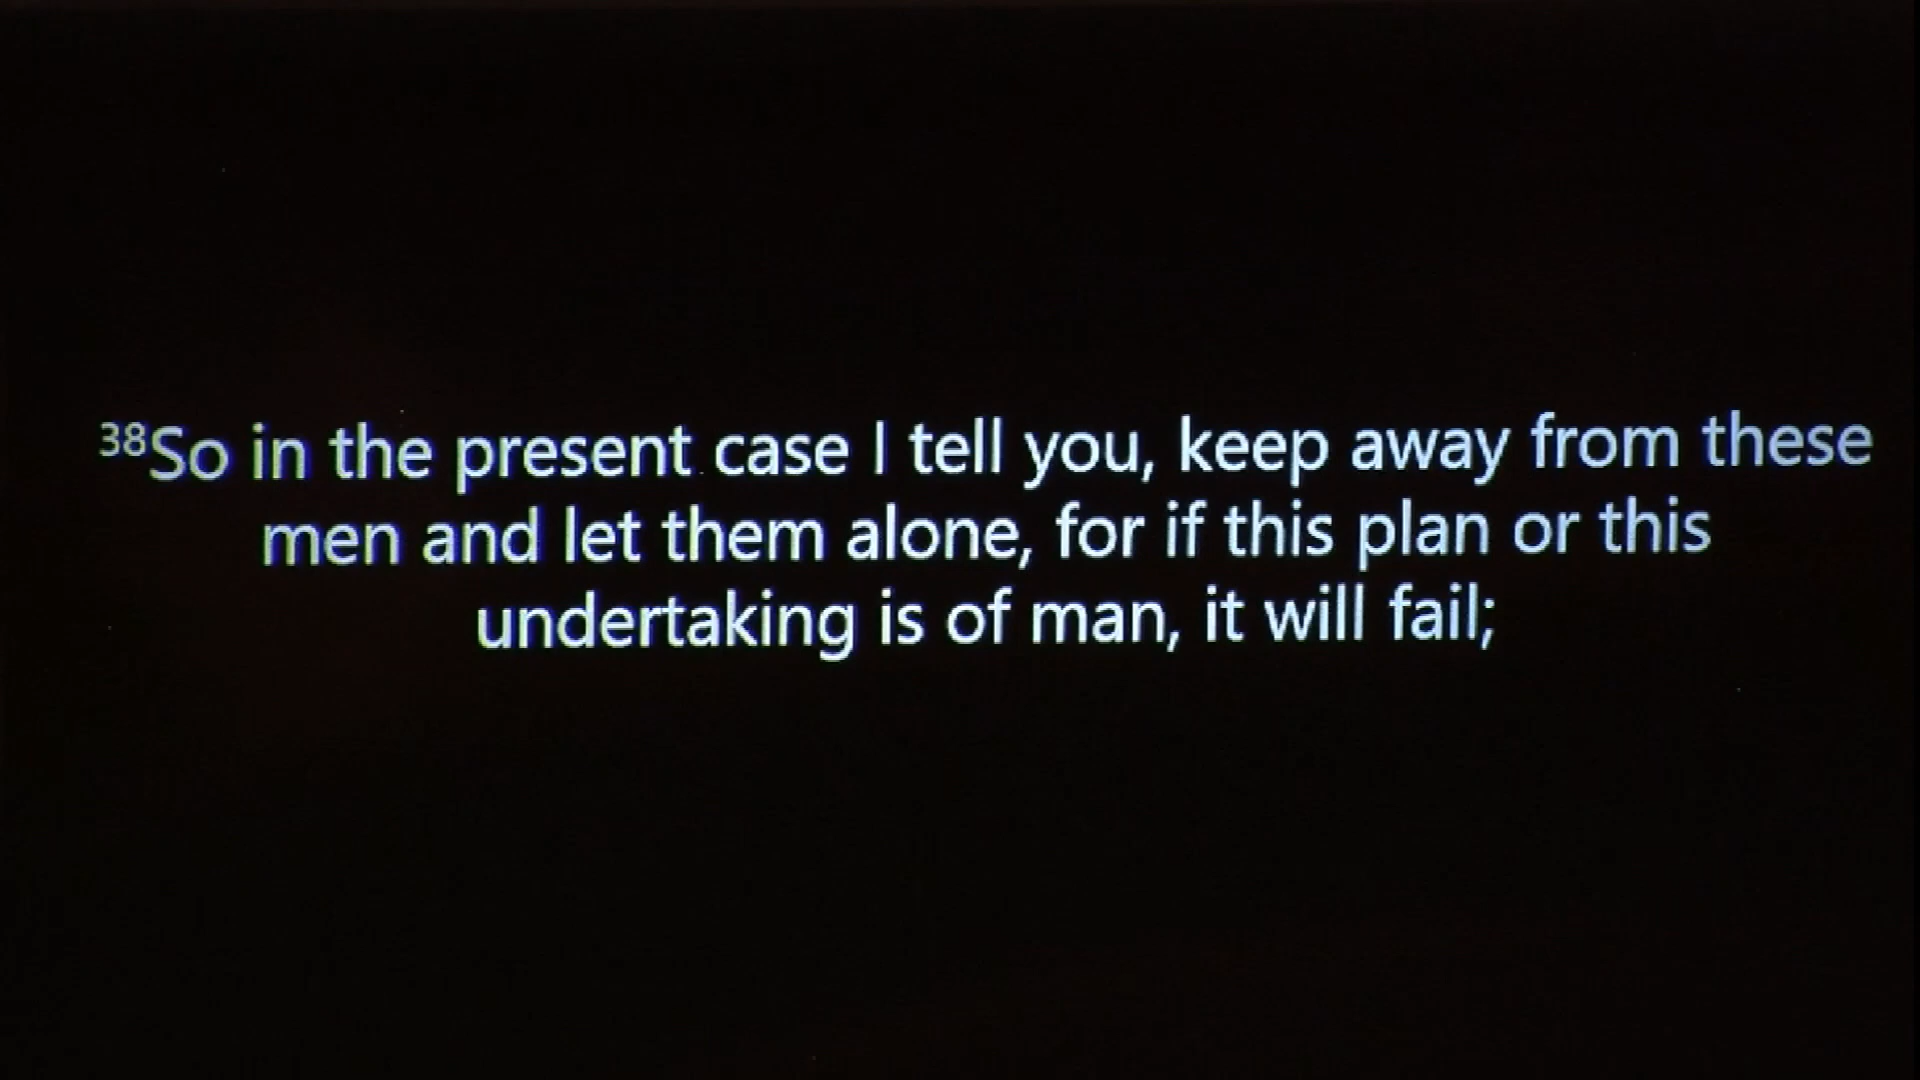 ³⁸So in the present case I tell you, keep away from these
men and let them alone, for if this plan or this
undertaking is of man, it will fail;